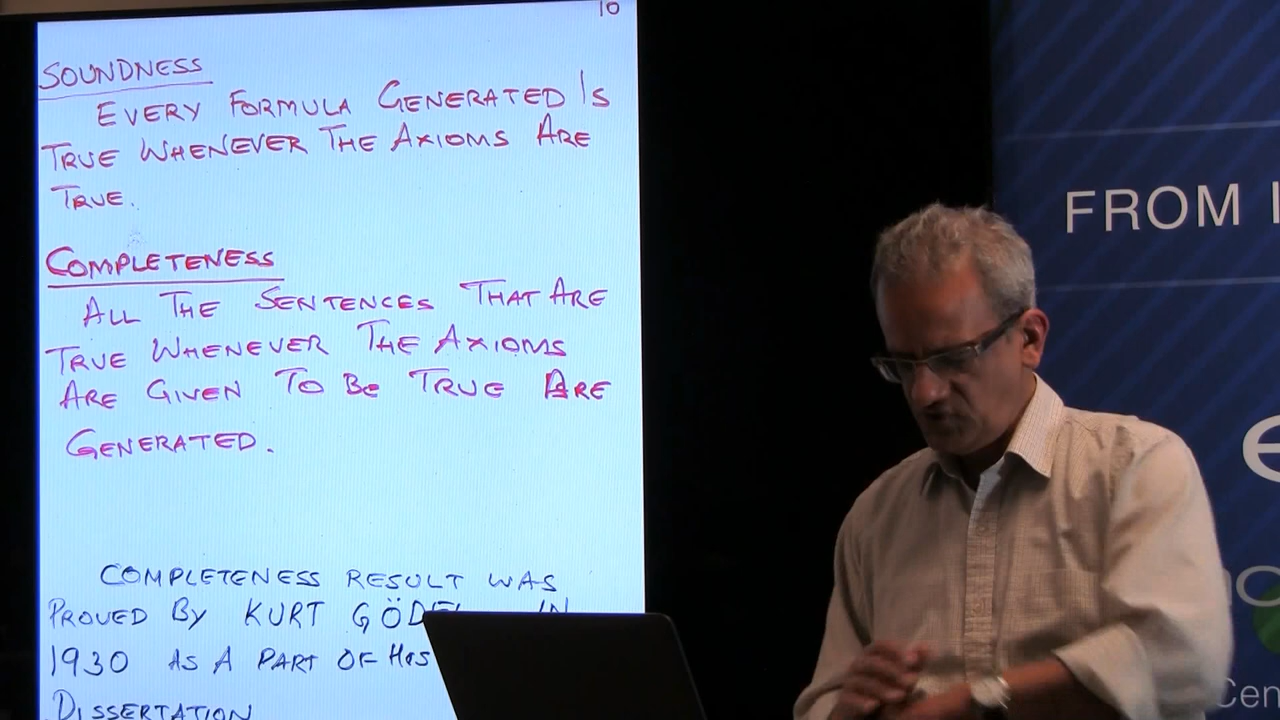 10
SOUNDNESS
EVERY FORMULA GENERATED IS
TRUE WHENEVER THE AXIOMS ARE
TRUE.
COMPLETENESS
ALL THE SENTENCES THAT ARE
TRUE WHENEVER THE AXIOMS
ARE GIVEN TO BE TRUE ARE
GENERATED.
COMPLETENESS RESULT WAS
PROVED BY KURT GÖDEL IN
1930 AS A PART OF HIS
DISSERTATION
FROM